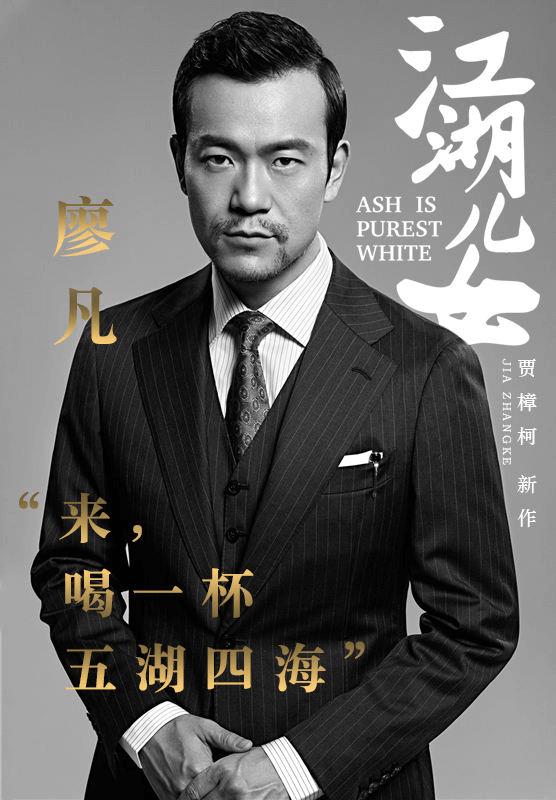 江湖儿女
ASH IS
PUREST
WHITE
廖凡
贾樟柯 新作
JIA ZHANGKE
“来，
喝一杯
五湖四海”